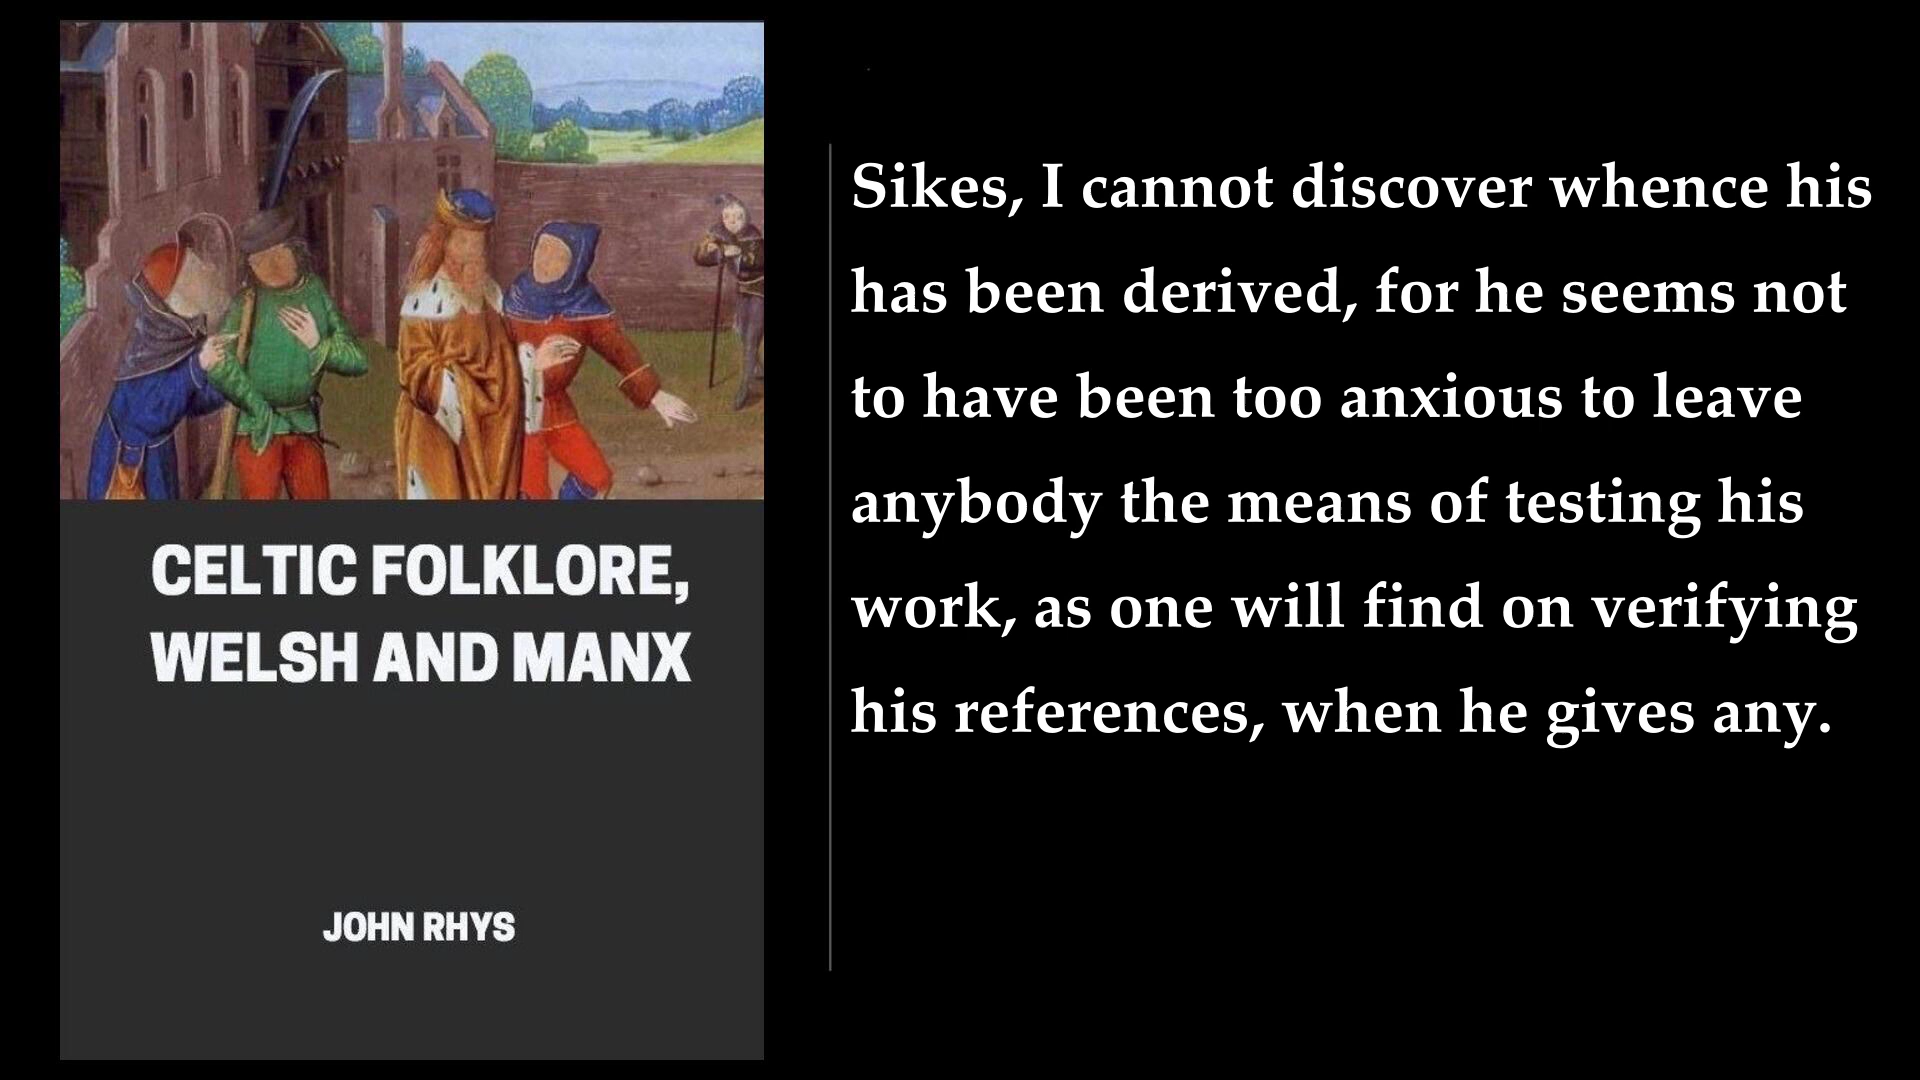 CELTIC FOLKLORE,
WELSH AND MANX
JOHN RHYS
Sikes, I cannot discover whence his
has been derived, for he seems not
to have been too anxious to leave
anybody the means of testing his
work, as one will find on verifying
his references, when he gives any.